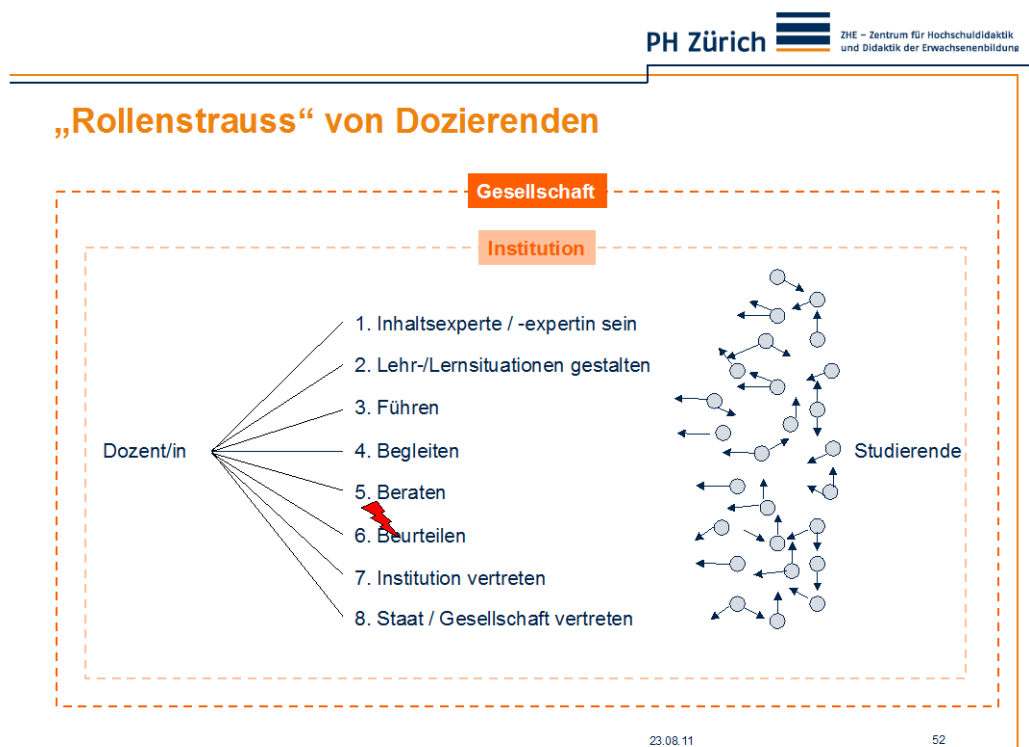 PH Zürich
ZHE – Zentrum für Hochschuldidaktik
und Didaktik der Erwachsenenbildung
„Rollenstrauss“ von Dozierenden
Gesellschaft
Institution
1. Inhaltsexperte / -expertin sein
2. Lehr-/Lernsituationen gestalten
3. Führen
Dozent/in
4. Begleiten
Studierende
5. Beraten
6. Beurteilen
7. Institution vertreten
8. Staat / Gesellschaft vertreten
23.08.11
52